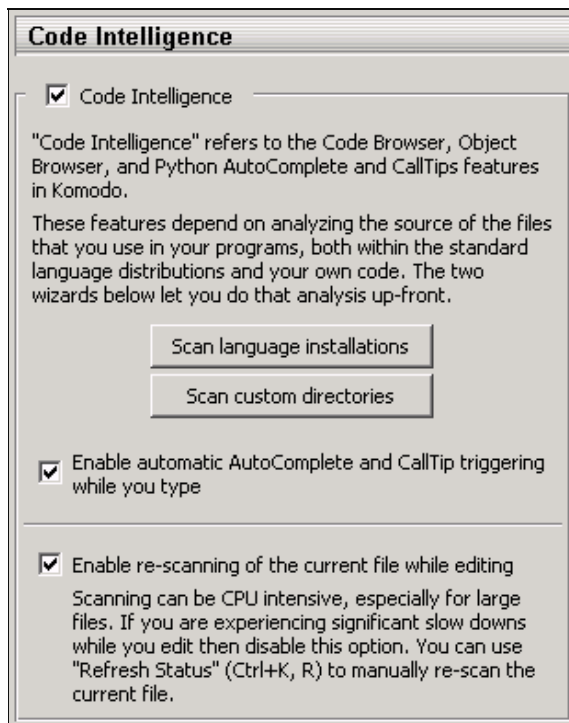 Code Intelligence
Code Intelligence
"Code Intelligence" refers to the Code Browser, Object
Browser, and Python AutoComplete and CallTips features
in Komodo.
These features depend on analyzing the source of the files
that you use in your programs, both within the standard
language distributions and your own code. The two
wizards below let you do that analysis up-front.
Scan language installations
Scan custom directories
Enable automatic AutoComplete and CallTip triggering
while you type
Enable re-scanning of the current file while editing
Scanning can be CPU intensive, especially for large
files. If you are experiencing significant slow downs
while you edit then disable this option. You can use
"Refresh Status" (Ctrl+K, R) to manually re-scan the
current file.